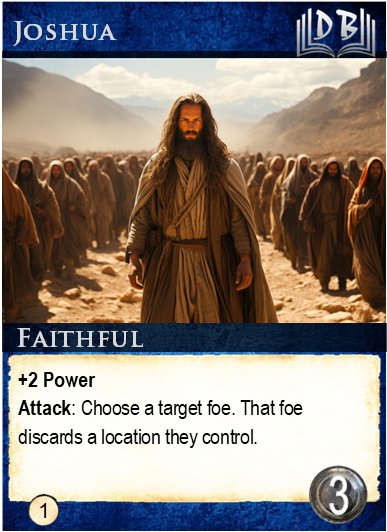 Joshua
DB
Faithful
+2 Power
Attack: Choose a target foe. That foe
discards a location they control.
1
3